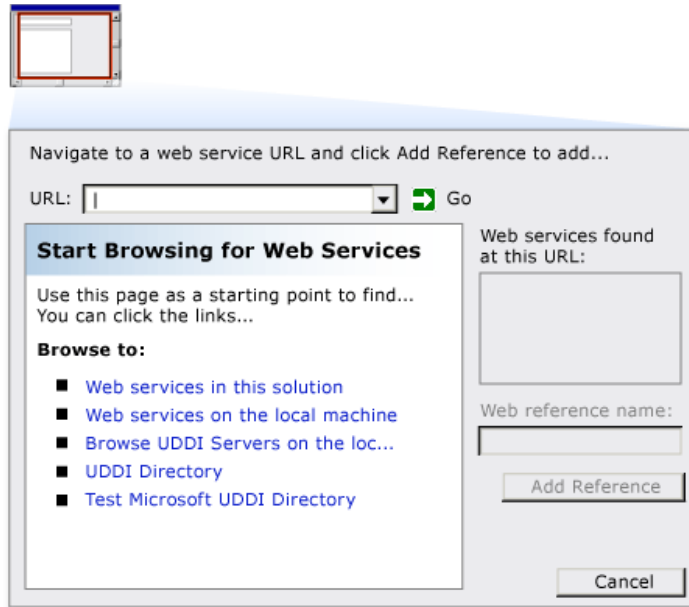 Navigate to a web service URL and click Add Reference to add...
URL:
Go
Start Browsing for Web Services
Use this page as a starting point to find...
You can click the links...
Browse to:
Web services in this solution
Web services on the local machine
Browse UDDI Servers on the loc...
UDDI Directory
Test Microsoft UDDI Directory
Web services found
at this URL:
Web reference name:
Add Reference
Cancel